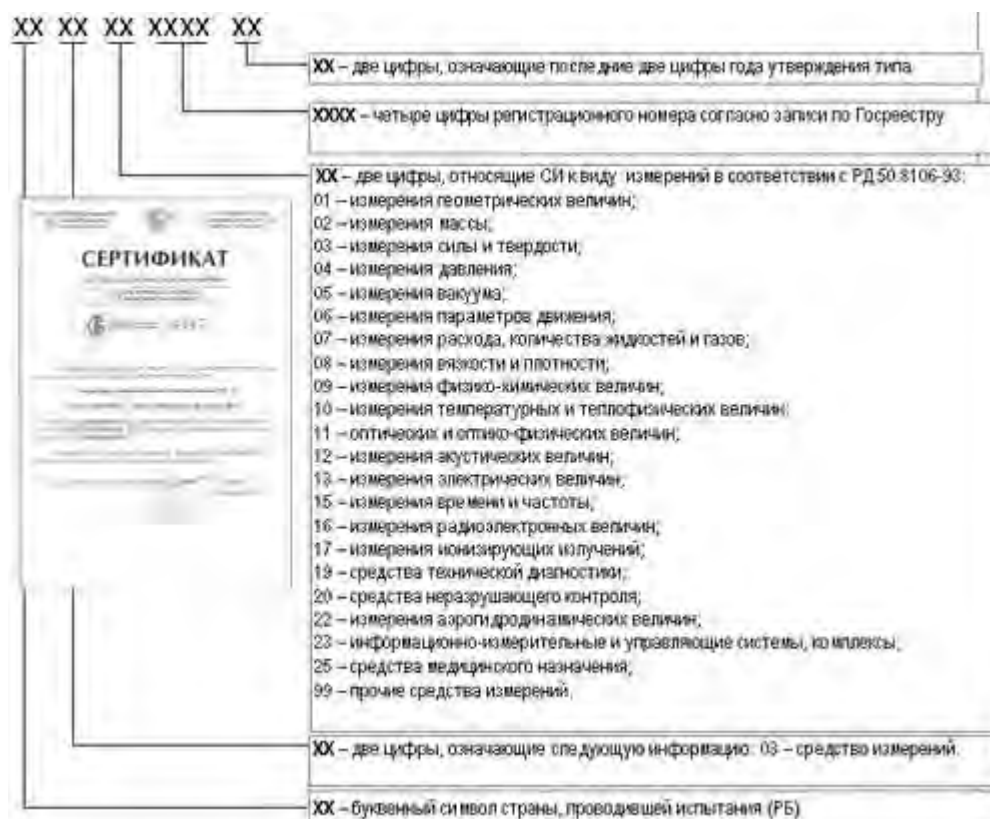 XX XX XX XXXX XX
XX – две цифры, означающие последние две цифры года утверждения типа.
XXXX – четыре цифры регистрационного номера согласно записи по Госреестру
XX – две цифры, относящие СИ к виду измерений в соответствии с РД 50.8106-93:
01 – измерения геометрических величин;
02 – измерения массы;
03 – измерения силы и твердости;
04 – измерения давления;
05 – измерения вакуума;
06 – измерения параметров движения;
07 – измерения расхода, количества жидкостей и газов;
08 – измерения вязкости и плотности;
09 – измерения физико-химических величин;
10 – измерения температурных и теплофизических величин;
11 – оптических и оптико-физических величин;
12 – измерения акустических величин;
13 – измерения электрических величин;
15 – измерения времени и частоты;
16 – измерения радиоэлектронных величин;
17 – измерения ионизирующих излучений;
19 – средства технической диагностики;
20 – средства неразрушающего контроля;
22 – измерения аэрогидродинамических величин;
23 – информационно-измерительные и управляющие системы, комплексы;
25 – средства медицинского назначения;
99 – прочие средства измерений.
СЕРТИФИКАТ
XX – две цифры, означающие следующую информацию: 03 – средство измерений.
XX – буквенный символ страны, проводившей испытания (РБ)